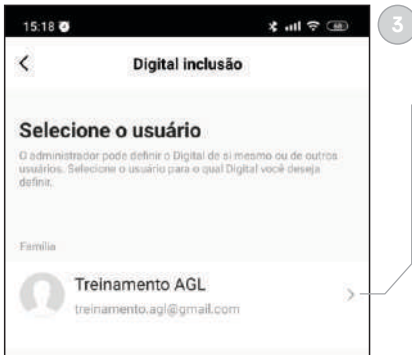 15:18
68
3
Digital inclusão
Selecione o usuário
O administrador pode definir o Digital de si mesmo ou de outros
usuários. Selecione o usuário para o qual Digital você deseja
definir.
Família
Treinamento AGL
treinamento.agl@gmail.com